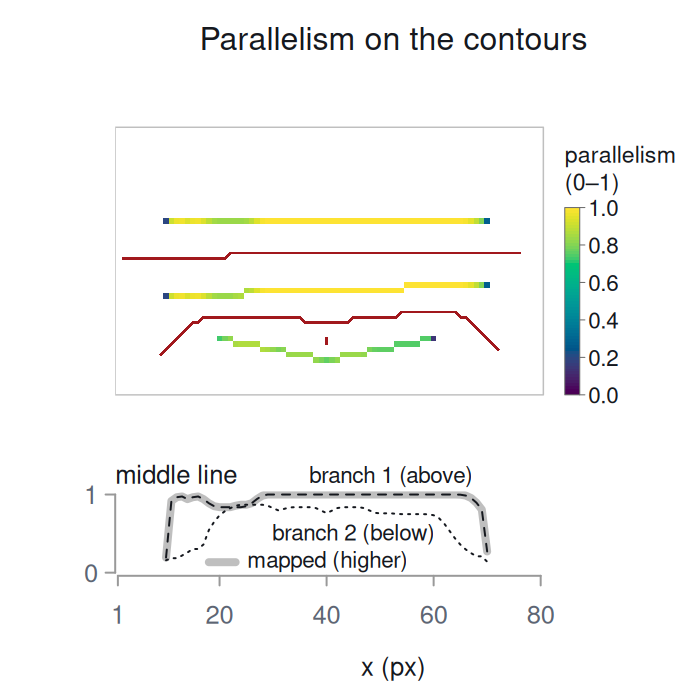 Parallelism on the contours
parallelism
(0–1)
1.0
0.8
0.6
0.4
0.2
0.0
middle line
branch 1 (above)
1
branch 2 (below)
mapped (higher)
0
1 20 40 60 80
x (px)